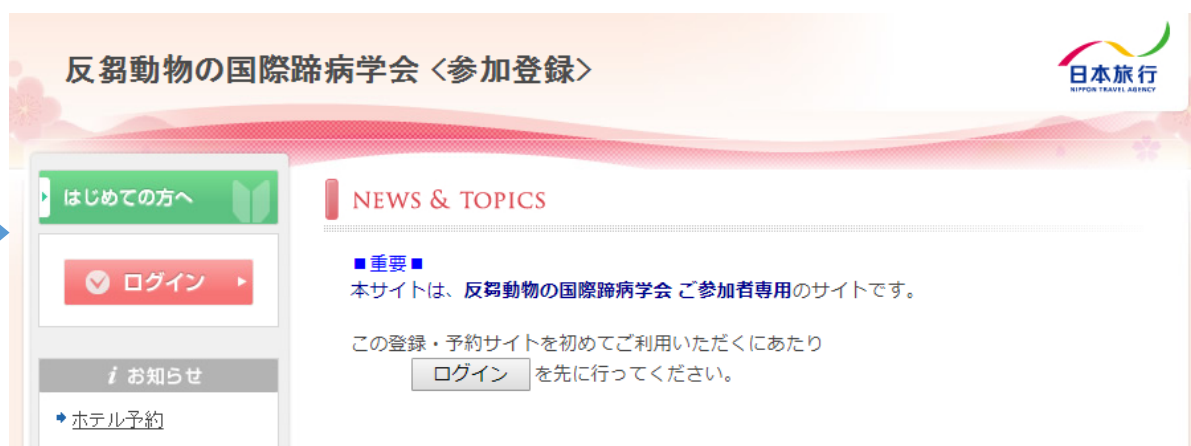 反芻動物の国際蹄病学会 <参加登録>
日本旅行
NIPPON TRAVEL AGENCY
はじめての方へ
ログイン
i お知らせ
ホテル予約
NEWS & TOPICS
■重要■
本サイトは、反芻動物の国際蹄病学会 ご参加者専用のサイトです。
この登録・予約サイトを初めてご利用いただくにあたり
ログイン を先に行ってください。